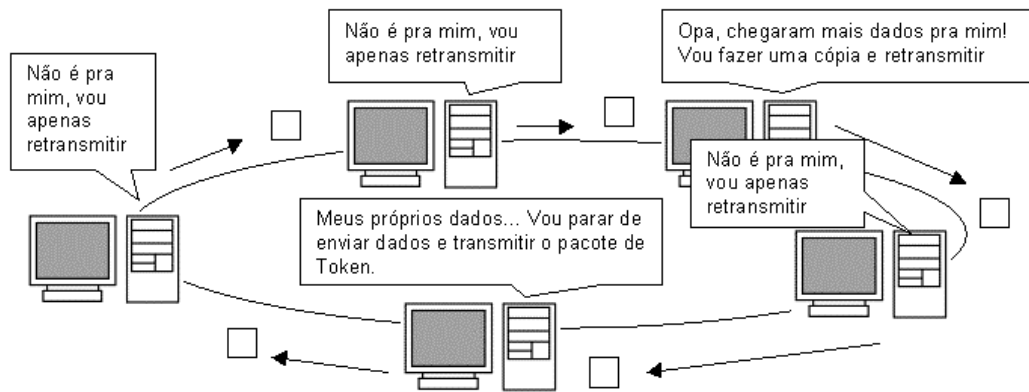 Não é pra
mim, vou
apenas
retransmitir
Não é pra mim, vou
apenas retransmitir
Opa, chegaram mais dados pra mim!
Vou fazer uma cópia e retransmitir
Não é pra mim,
vou apenas
retransmitir
Meus próprios dados... Vou parar de
enviar dados e transmitir o pacote de
Token.